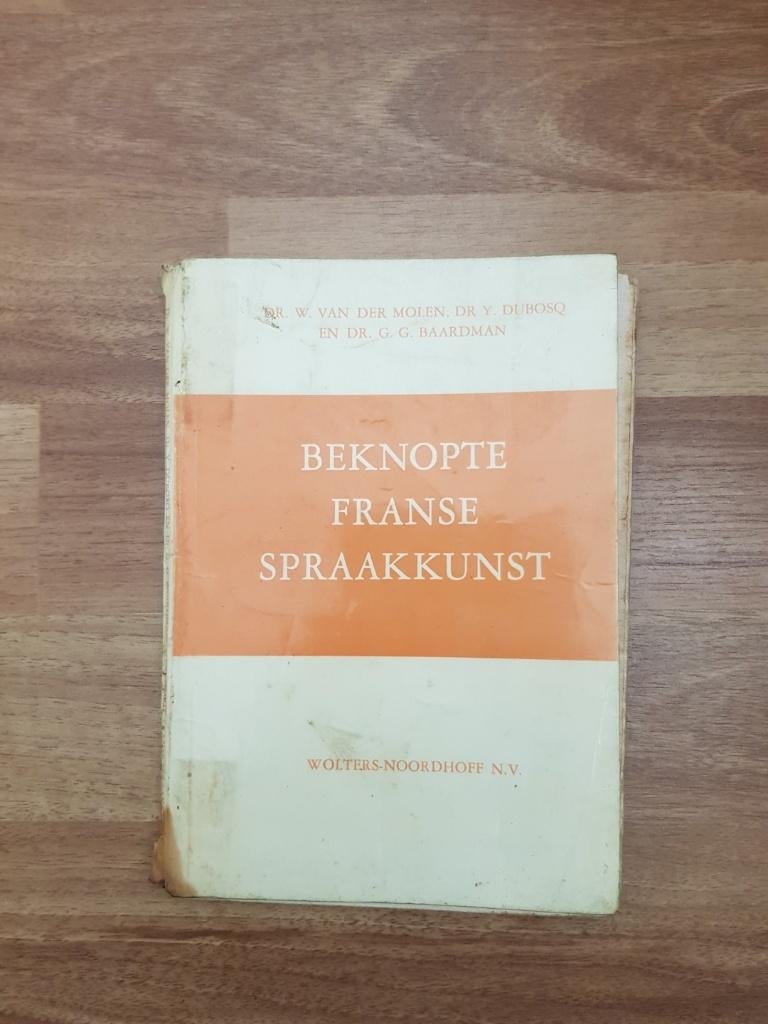 DR. W. VAN DER MOLEN, DR Y. DUBOSQ
EN DR. G. G. BAARDMAN
BEKNOPTE
FRANSE
SPRAAKKUNST
WOLTERS-NOORDHOFF N.V.